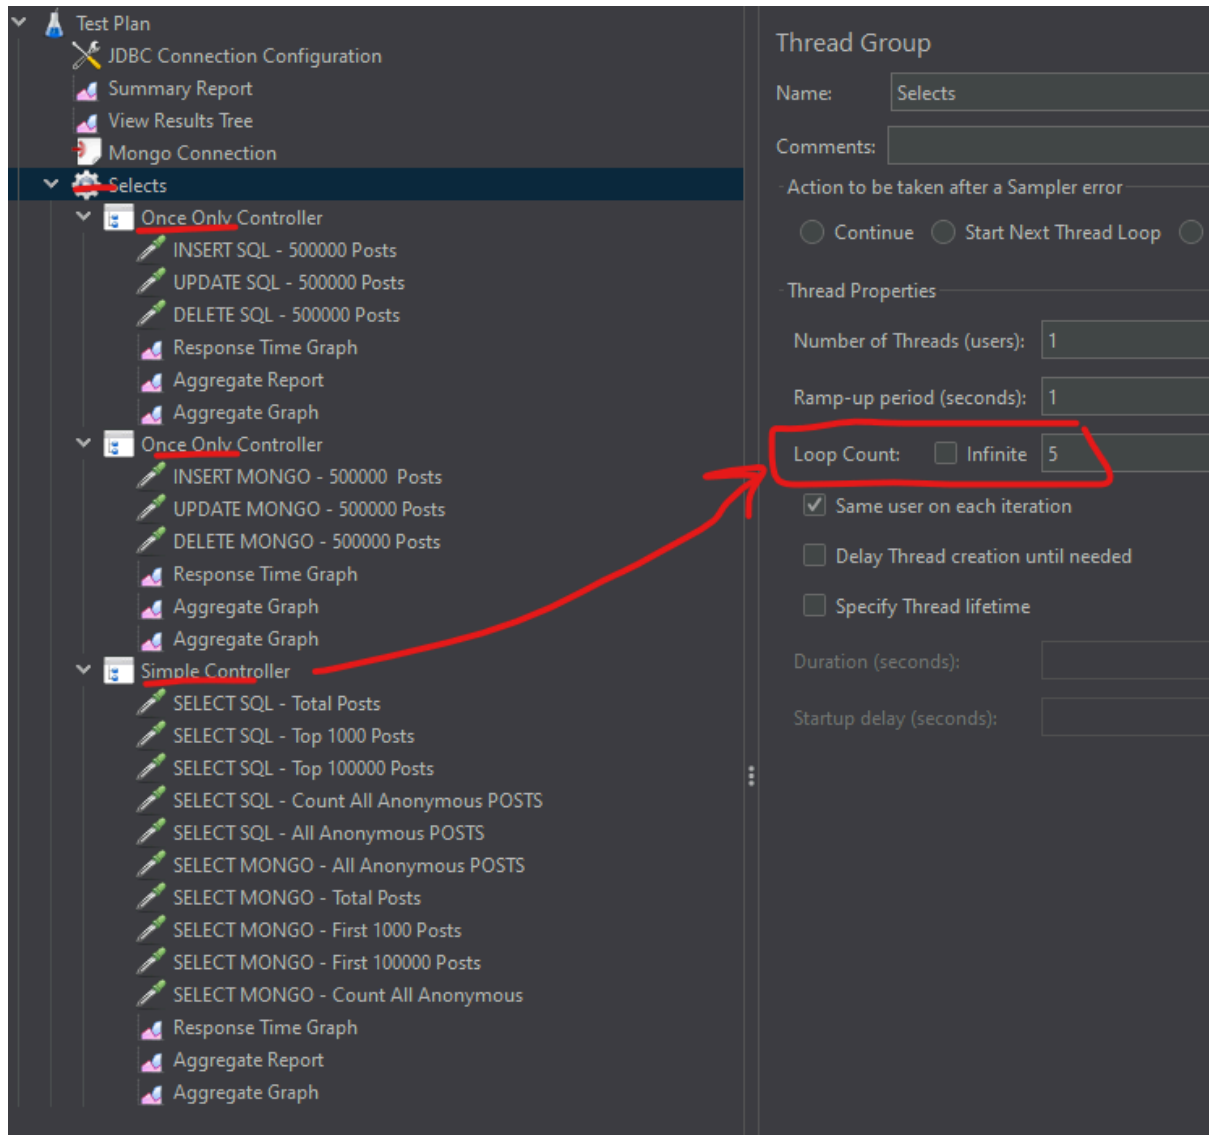 Test Plan
JDBC Connection Configuration
Summary Report
View Results Tree
Mongo Connection
Selects
Once Only Controller
INSERT SQL - 500000 Posts
UPDATE SQL - 500000 Posts
DELETE SQL - 500000 Posts
Response Time Graph
Aggregate Report
Aggregate Graph
Once Only Controller
INSERT MONGO - 500000  Posts
UPDATE MONGO - 500000 Posts
DELETE MONGO - 500000 Posts
Response Time Graph
Aggregate Graph
Aggregate Graph
Simple Controller
SELECT SQL - Total Posts
SELECT SQL - Top 1000 Posts
SELECT SQL - Top 100000 Posts
SELECT SQL - Count All Anonymous POSTS
SELECT SQL - All Anonymous POSTS
SELECT MONGO - All Anonymous POSTS
SELECT MONGO - Total Posts
SELECT MONGO - First 1000 Posts
SELECT MONGO - First 100000 Posts
SELECT MONGO - Count All Anonymous
Response Time Graph
Aggregate Report
Aggregate Graph
Thread Group
Name: Selects
Comments:
Action to be taken after a Sampler error
Continue Start Next Thread Loop
Thread Properties
Number of Threads (users): 1
Ramp-up period (seconds): 1
Loop Count: Infinite 5
Same user on each iteration
Delay Thread creation until needed
Specify Thread lifetime
Duration (seconds):
Startup delay (seconds):